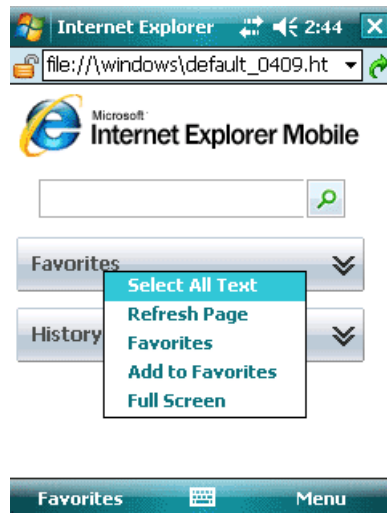 Internet Explorer 2:44
file://\windows\default_0409.ht
Microsoft
Internet Explorer Mobile
Favorites
Select All Text
Refresh Page
History
Favorites
Add to Favorites
Full Screen
Favorites Menu